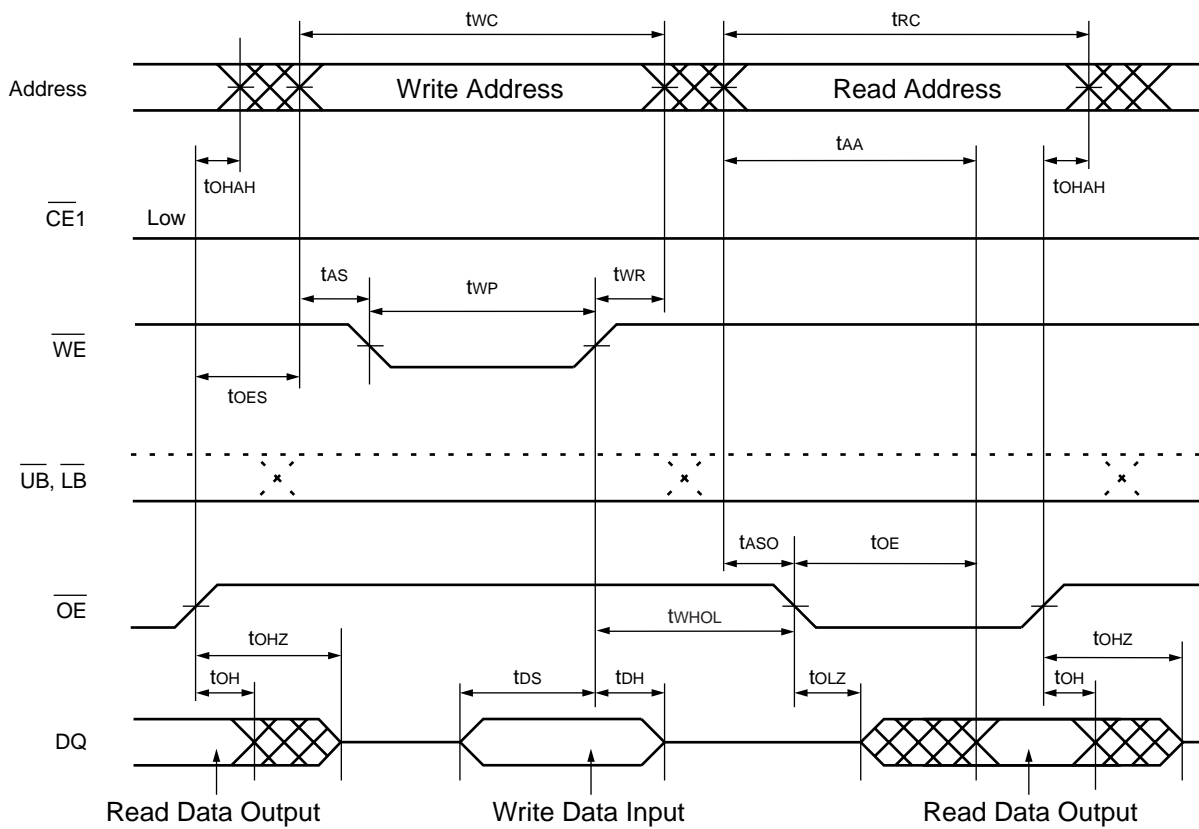 tWC tRC
Address Write Address Read Address
tAA
tOHAH tOHAH
CE1 Low
tAS tWP tWR
WE
tOES
UB, LB
tASO tOE
OE
tWHOL
tOHZ tOHZ
tOH tDS tDH tOLZ tOH
DQ
Read Data Output Write Data Input Read Data Output